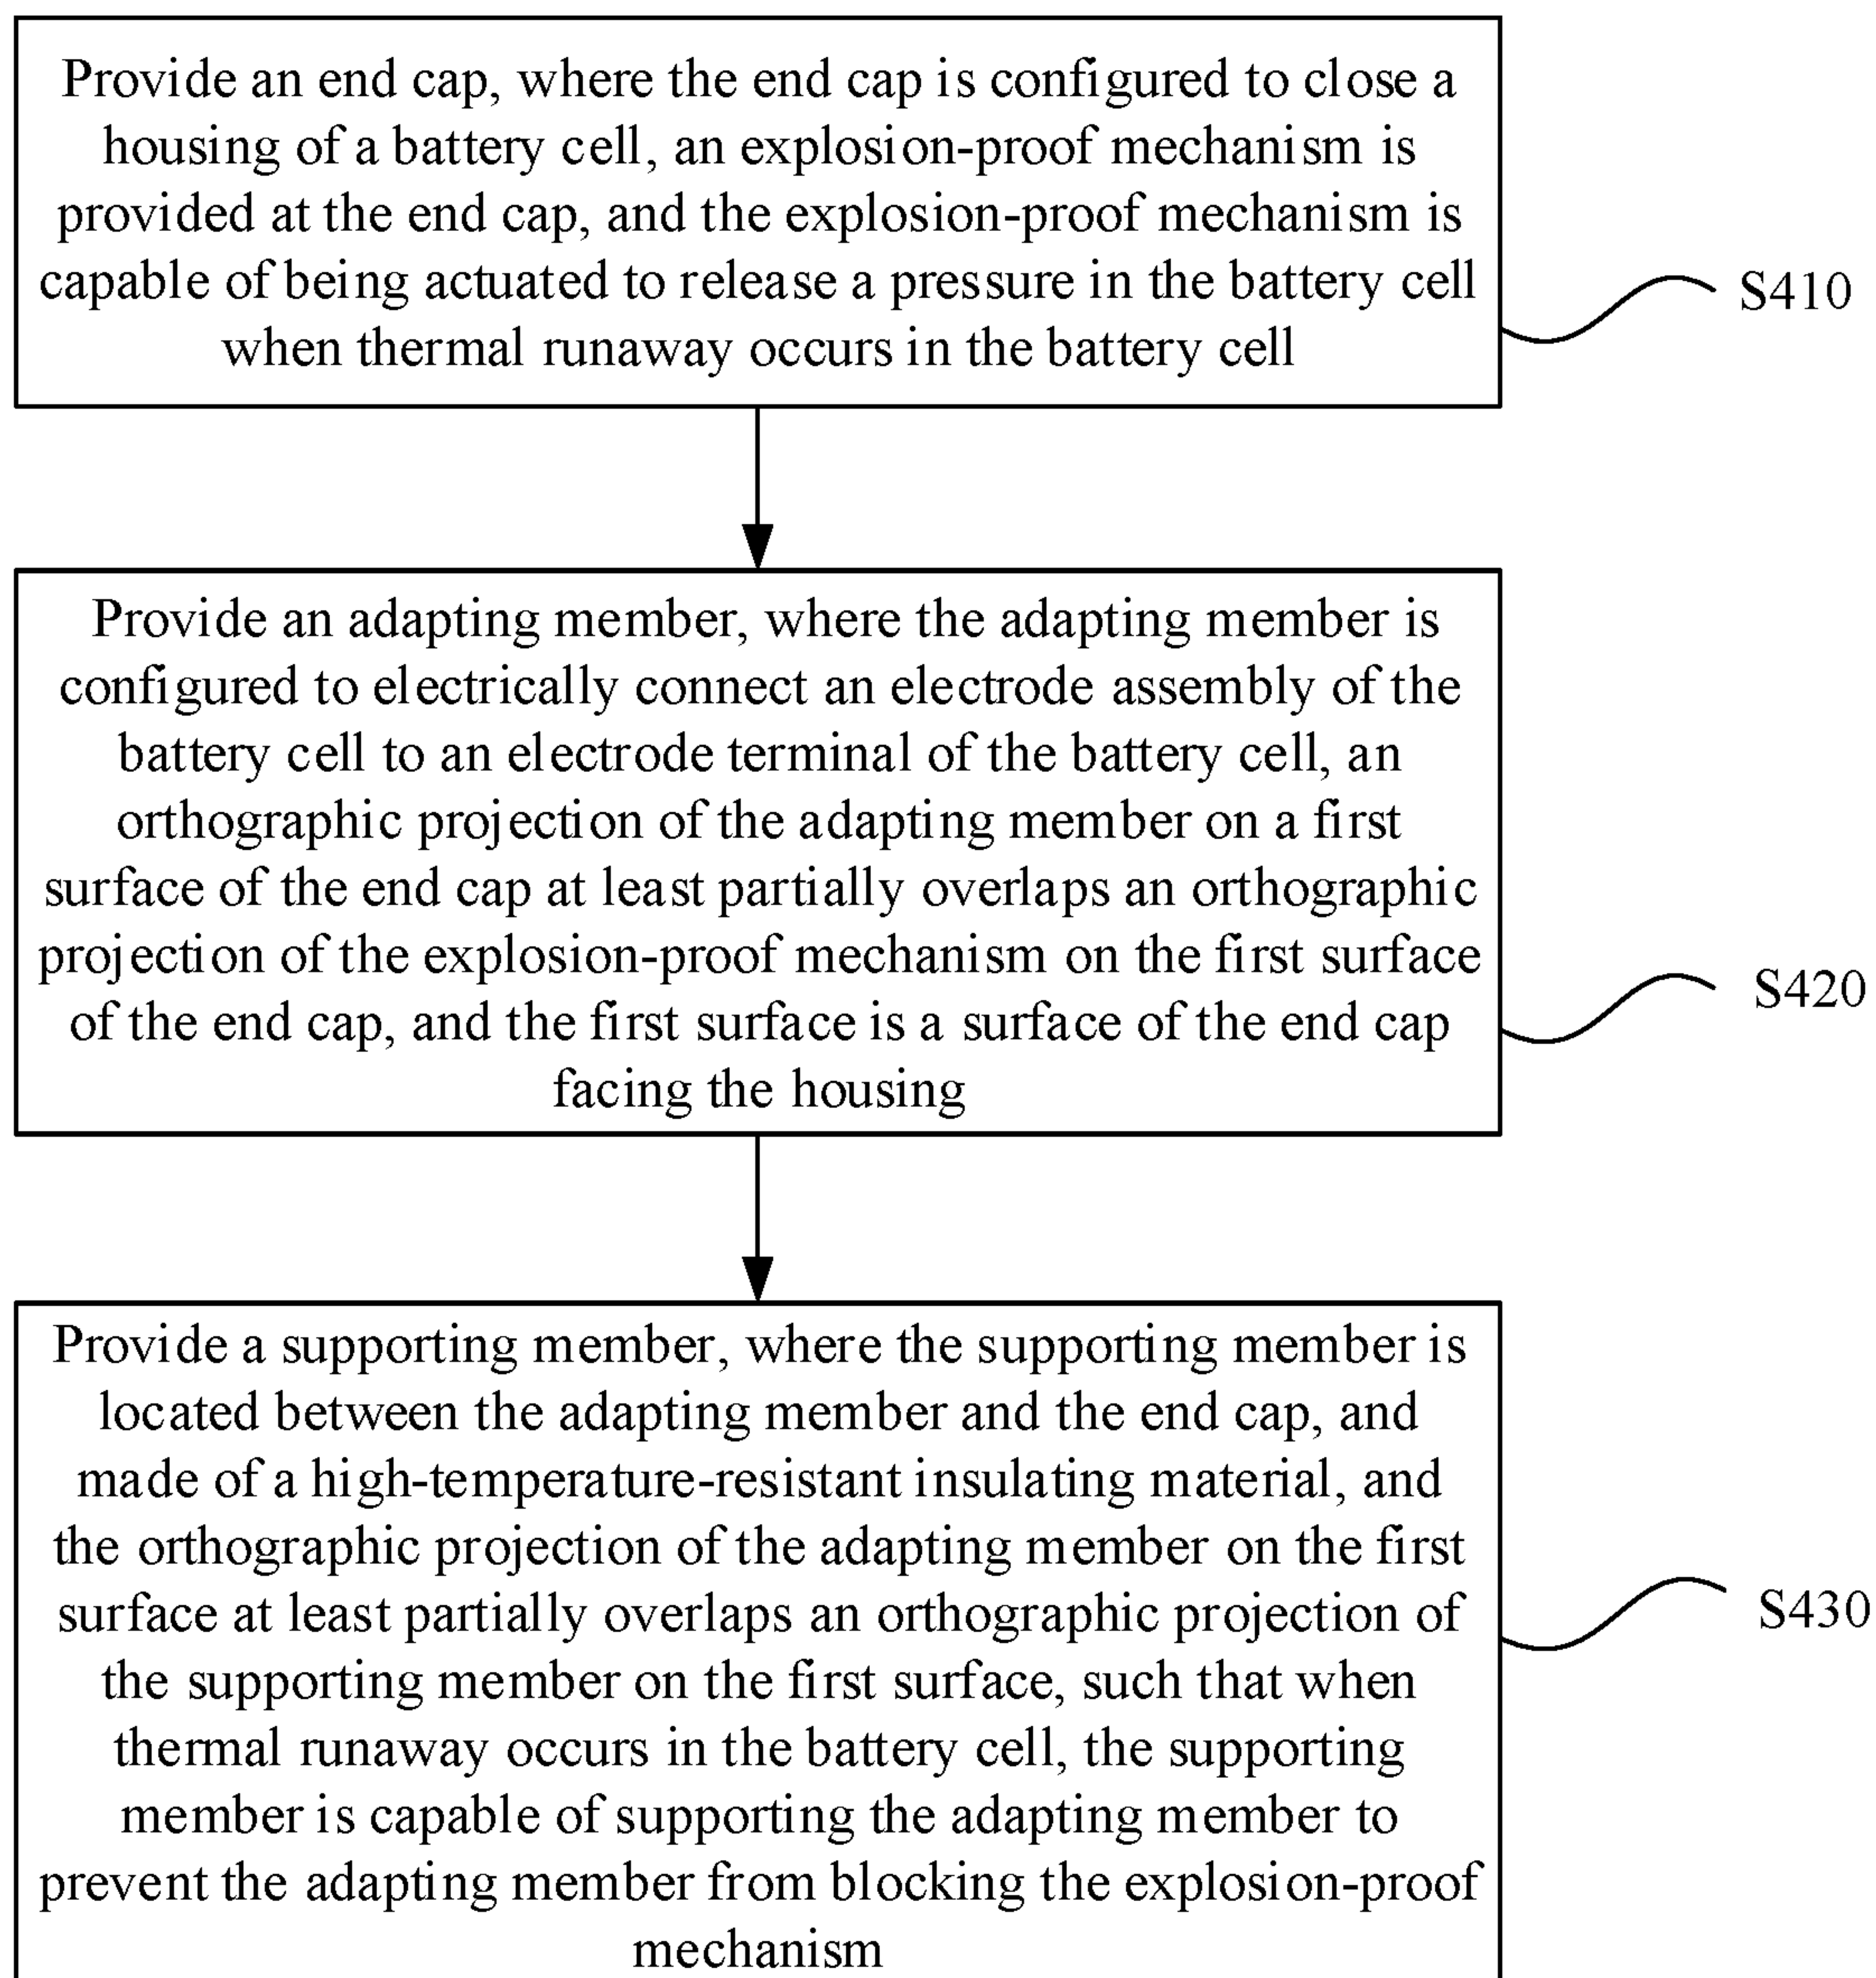 Provide an end cap, where the end cap is configured to close a
housing of a battery cell, an explosion-proof mechanism is
provided at the end cap, and the explosion-proof mechanism is
capable of being actuated to release a pressure in the battery cell
when thermal runaway occurs in the battery cell
S410
Provide an adapting member, where the adapting member is
configured to electrically connect an electrode assembly of the
battery cell to an electrode terminal of the battery cell, an
orthographic projection of the adapting member on a first
surface of the end cap at least partially overlaps an orthographic
projection of the explosion-proof mechanism on the first surface
of the end cap, and the first surface is a surface of the end cap
facing the housing
S420
Provide a supporting member, where the supporting member is
located between the adapting member and the end cap, and
made of a high-temperature-resistant insulating material, and
the orthographic projection of the adapting member on the first
surface at least partially overlaps an orthographic projection of
the supporting member on the first surface, such that when
thermal runaway occurs in the battery cell, the supporting
member is capable of supporting the adapting member to
prevent the adapting member from blocking the explosion-proof
mechanism
S430